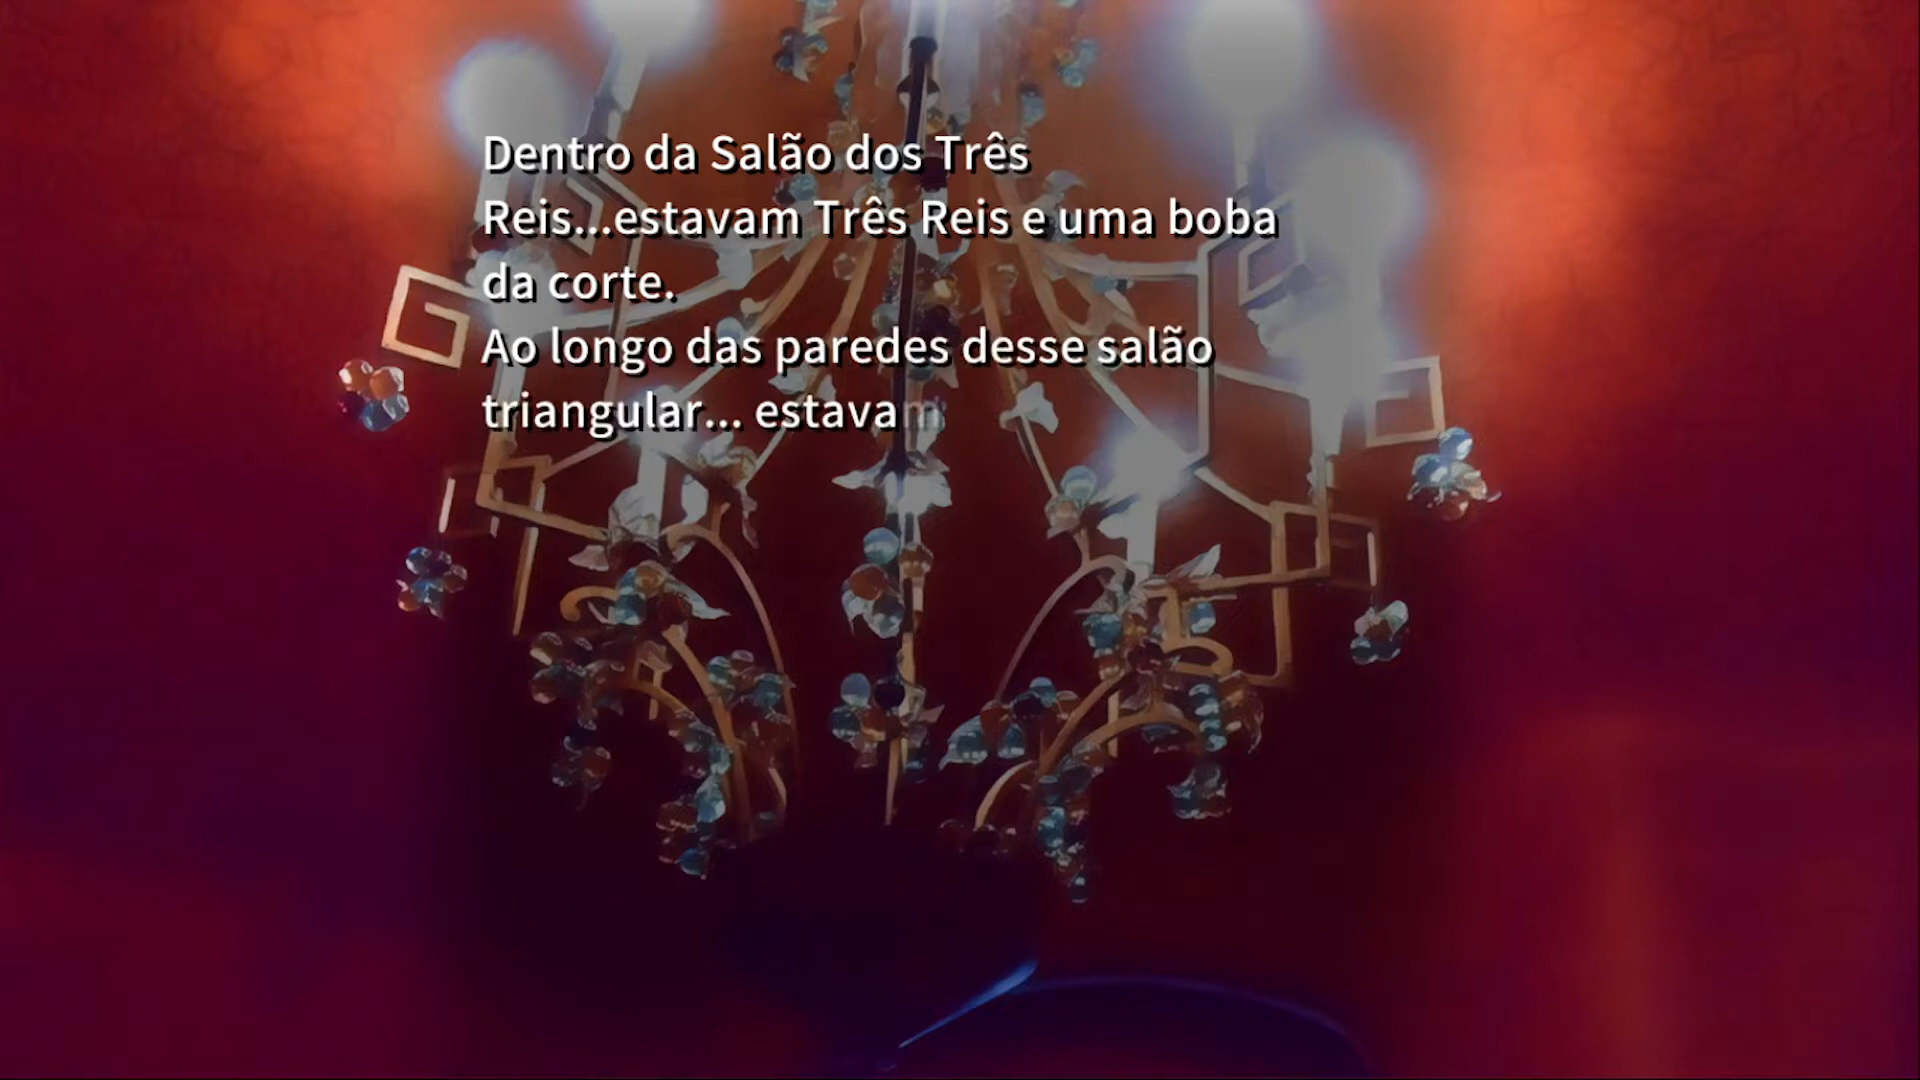 Dentro da Salão dos Três
Reis...estavam Três Reis e uma boba
da corte.
Ao longo das paredes desse salão
triangular... estavam